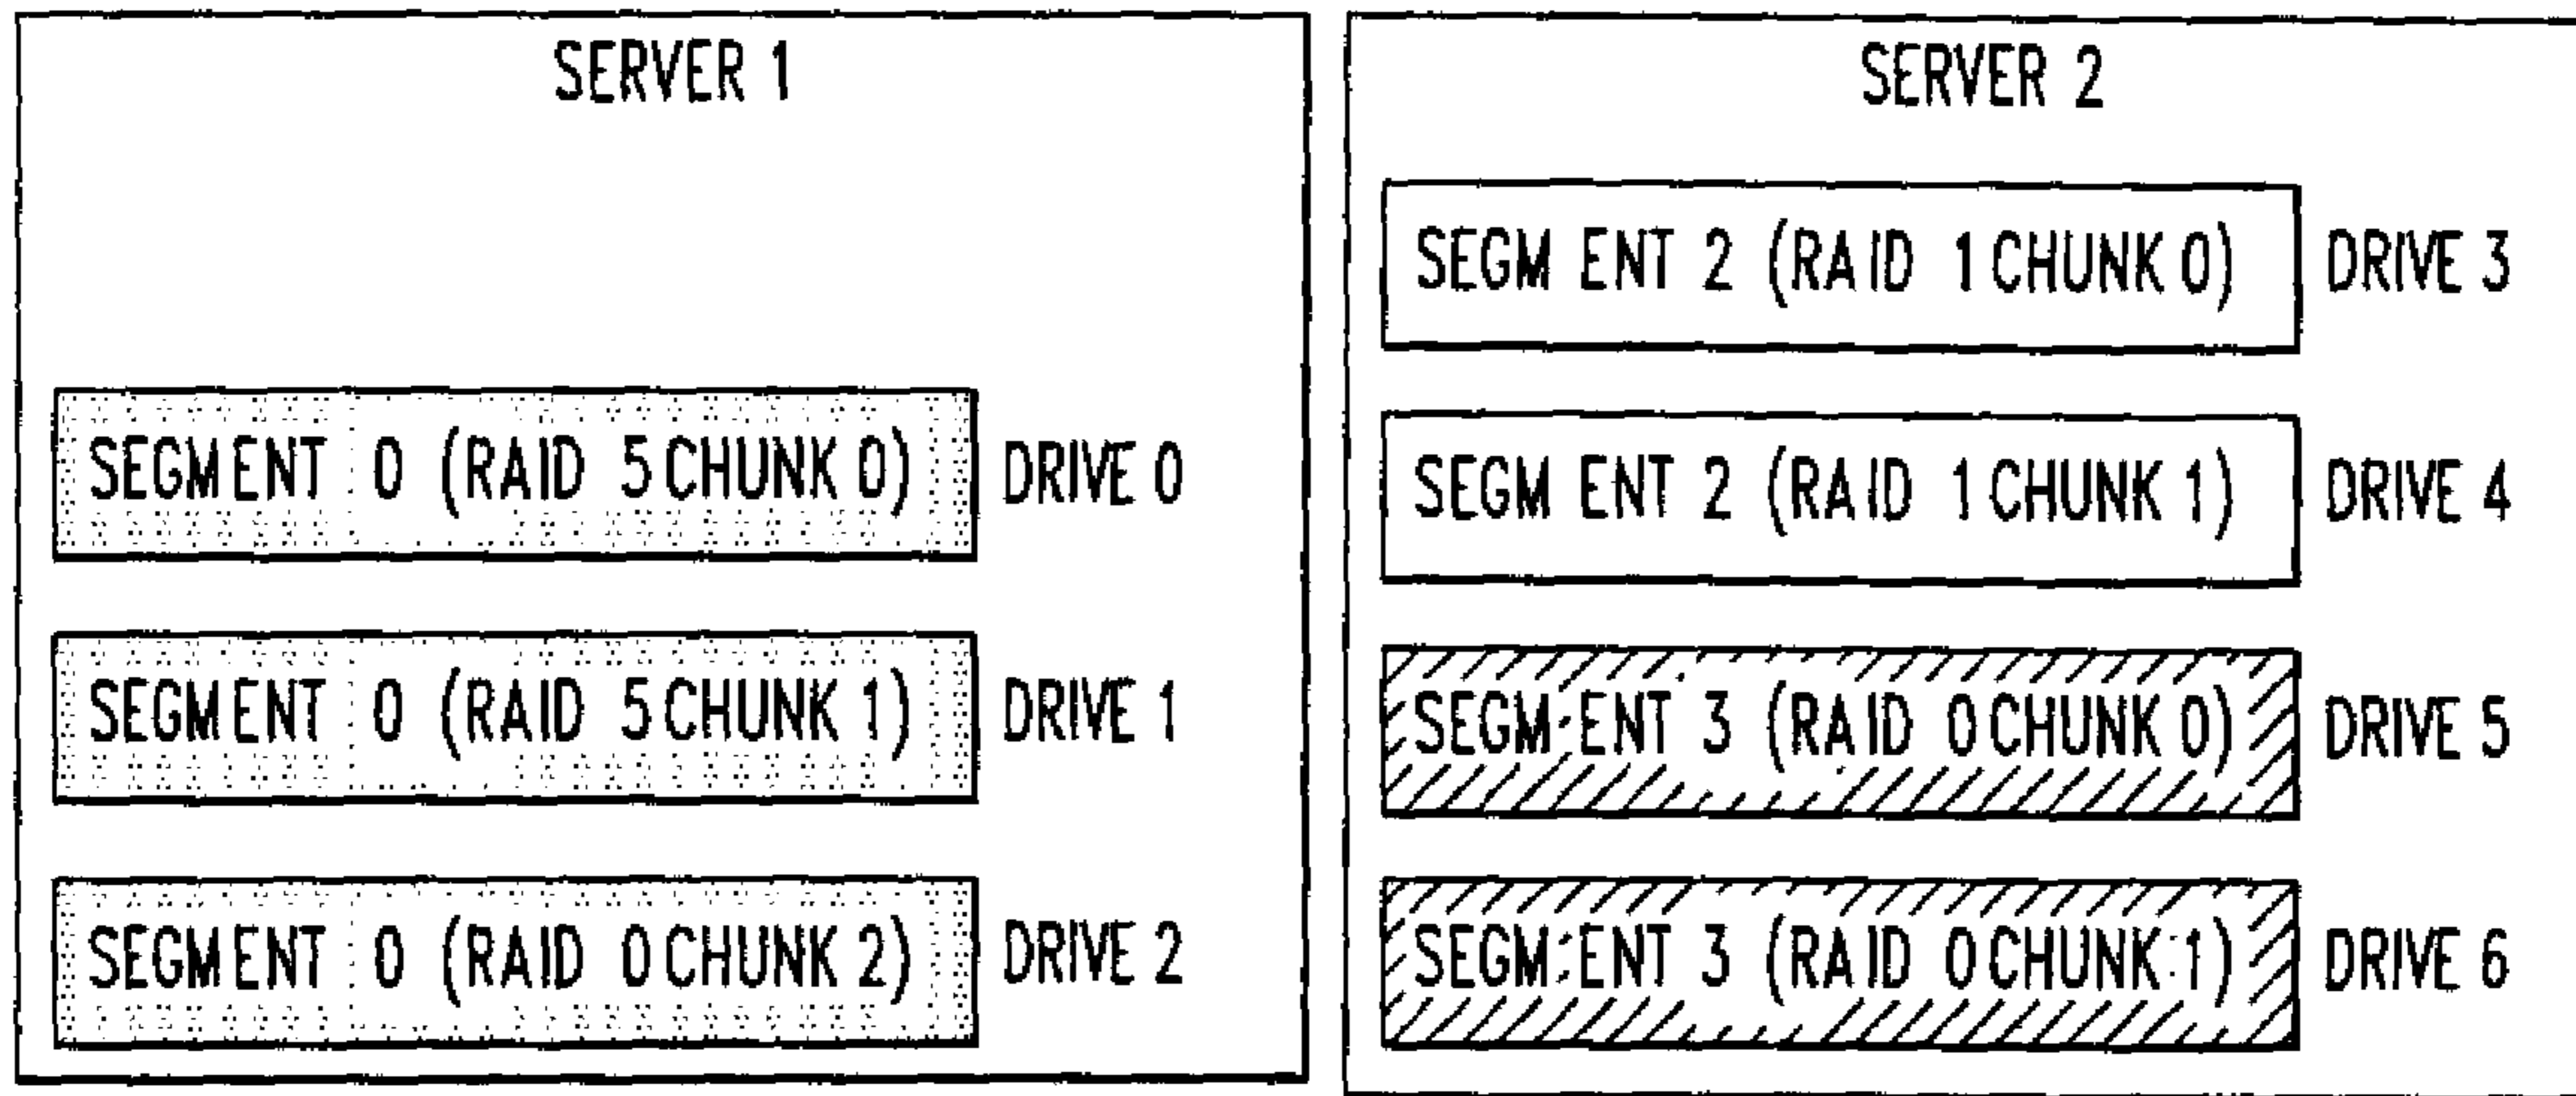 SERVER 1
SEGMENT 0 (RAID 5 CHUNK 0) DRIVE 0
SEGMENT 0 (RAID 5 CHUNK 1) DRIVE 1
SEGMENT 0 (RAID 0 CHUNK 2) DRIVE 2
SERVER 2
SEGMENT 2 (RAID 1 CHUNK 0) DRIVE 3
SEGMENT 2 (RAID 1 CHUNK 1) DRIVE 4
SEGMENT 3 (RAID 0 CHUNK 0) DRIVE 5
SEGMENT 3 (RAID 0 CHUNK 1) DRIVE 6